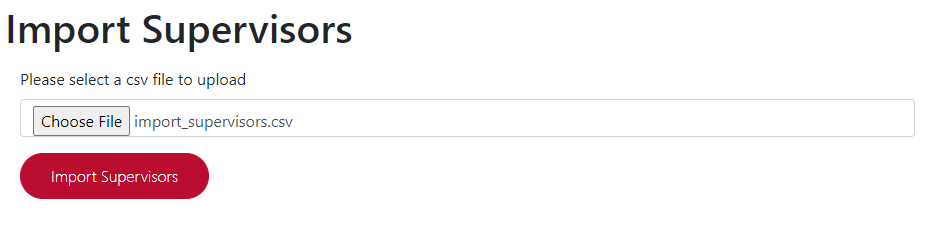 Import Supervisors
Please select a csv file to upload
Choose File import_supervisors.csv
Import Supervisors